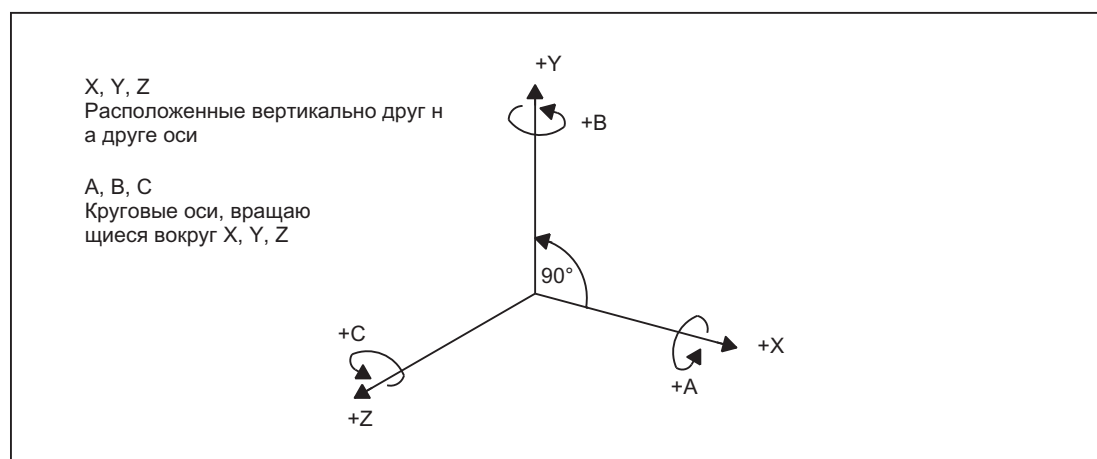 X, Y, Z
Расположенные вертикально друг н
а друге оси
A, B, C
Круговые оси, вращаю
щиеся вокруг X, Y, Z
+Y
+B
90°
+C
+X
+A
+Z